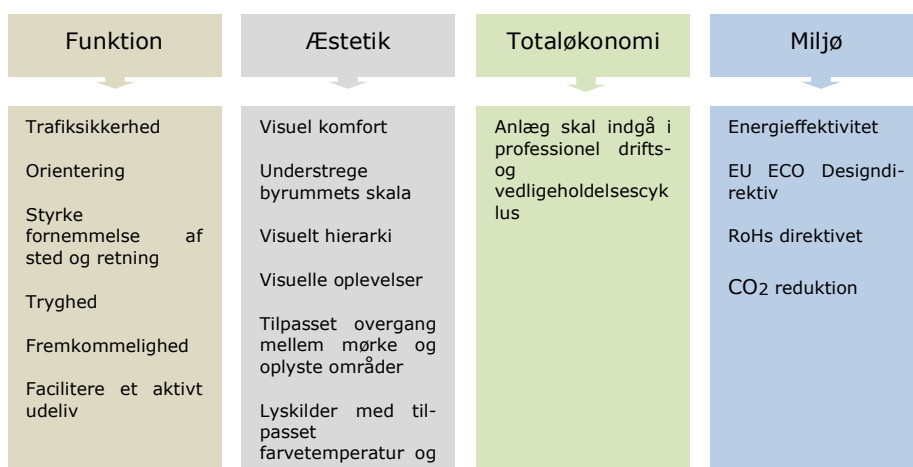 Funktion
Trafiksikkerhed
Orientering
Styrke
fornemmelse af
sted og retning
Tryghed
Fremkommelighed
Facilitere et aktivt
udeliv
Æstetik
Visuel komfort
Understrege
byrummets skala
Visuelt hierarki
Visuelle oplevelser
Tilpasset overgang
mellem mørke og
oplyste områder
Lyskilder med til-
passet
farvetemperatur og
Totaløkonomi
Anlæg skal indgå i
professionel drifts-
og
vedligeholdelsescyk
lus
Miljø
Energieffektivitet
EU ECO Designdi-
rektiv
RoHs direktivet
CO2 reduktion